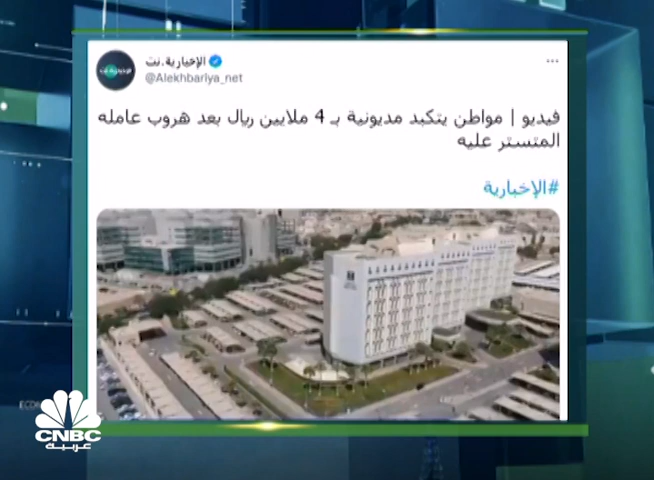 الإخبارية.نت
@Alekhbariya_net
فيديو | مواطن يتكبد مديونية بـ 4 ملايين ريال بعد هروب عامله
المتستر عليه
#الإخبارية
CNBC
عربية